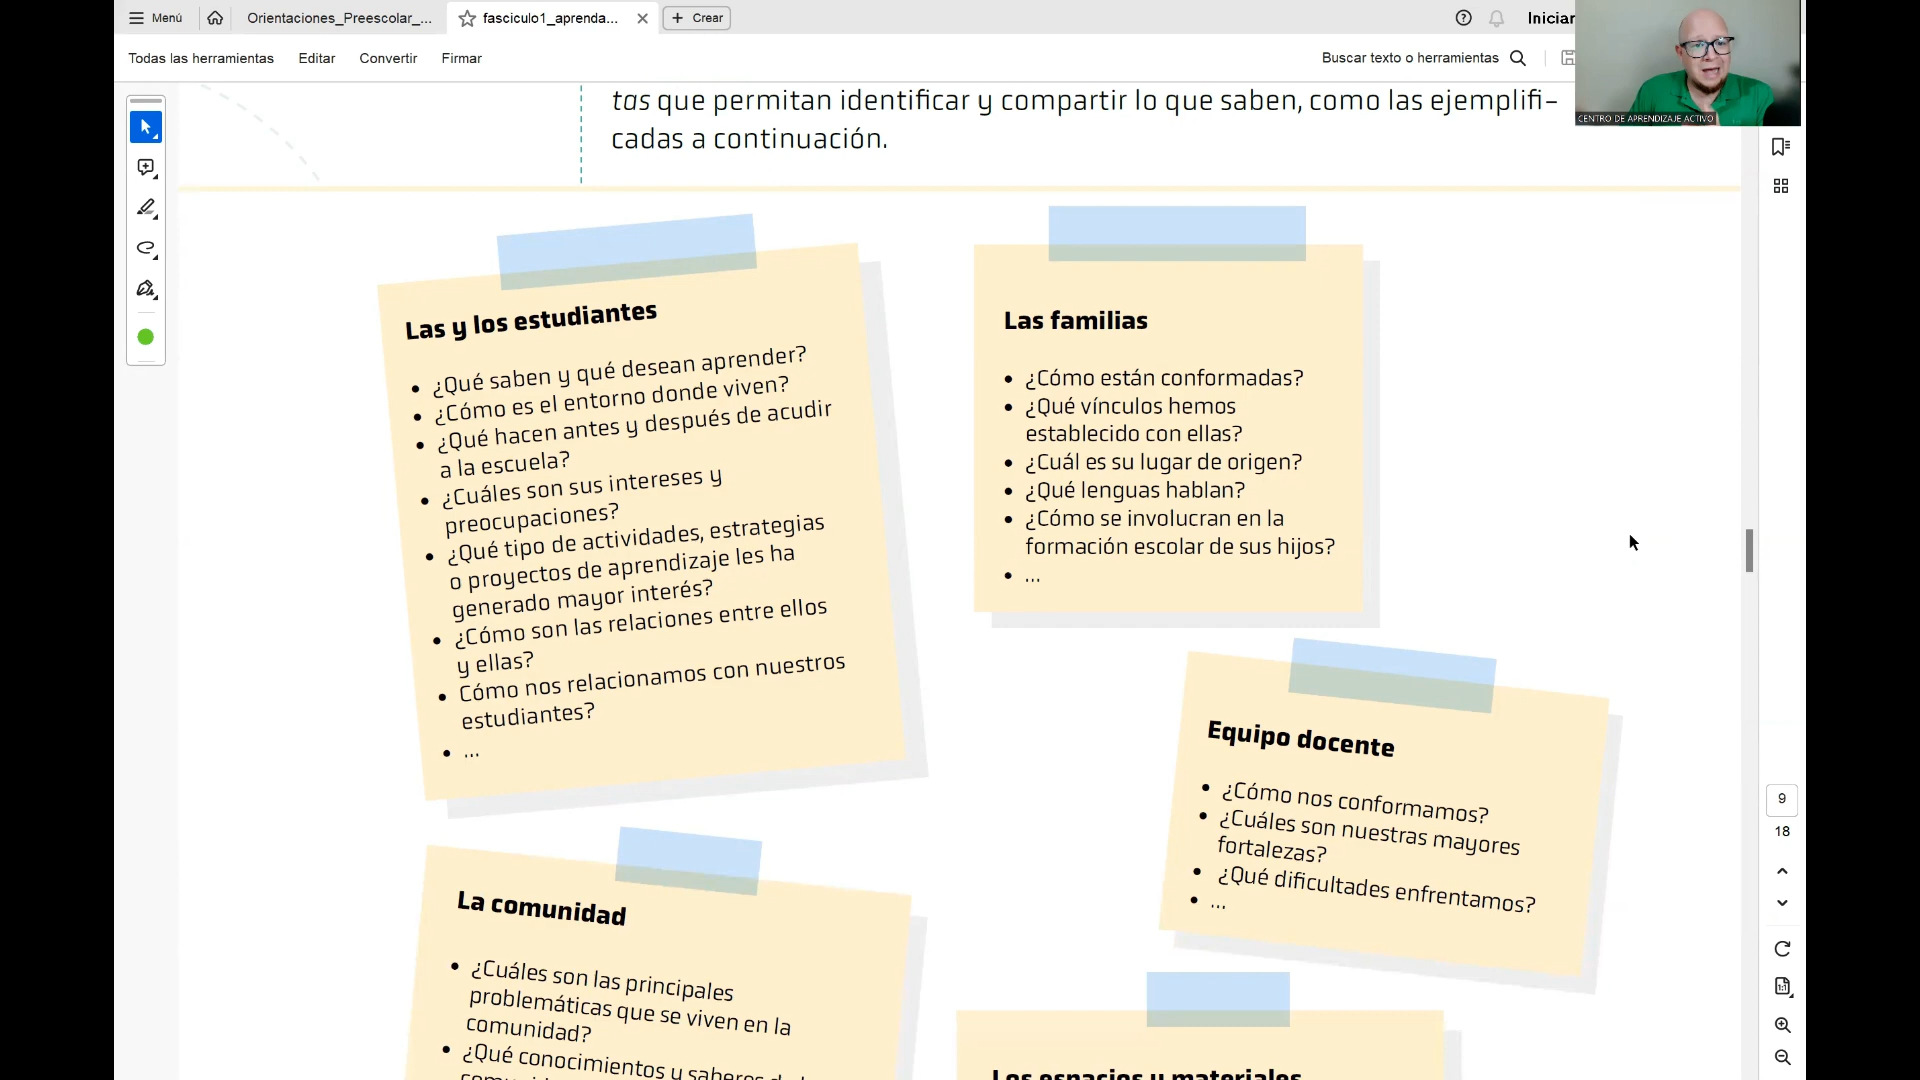 Menú
Orientaciones_Preescolar_...
fasciculo1_aprenda...
Crear
Iniciar
Todas las herramientas
Editar
Convertir
Firmar
Buscar texto o herramientas
CENTRO DE APRENDIZAJE ACTIVO
tas que permitan identificar y compartir lo que saben, como las ejemplifi–
cadas a continuación.
Las y los estudiantes
• ¿Qué saben y qué desean aprender?
• ¿Cómo es el entorno donde viven?
• ¿Qué hacen antes y después de acudir
a la escuela?
• ¿Cuáles son sus intereses y
preocupaciones?
• ¿Qué tipo de actividades, estrategias
o proyectos de aprendizaje les ha
generado mayor interés?
• ¿Cómo son las relaciones entre ellos
y ellas?
• Cómo nos relacionamos con nuestros
estudiantes?
• ...
Las familias
• ¿Cómo están conformadas?
• ¿Qué vínculos hemos
establecido con ellas?
• ¿Cuál es su lugar de origen?
• ¿Qué lenguas hablan?
• ¿Cómo se involucran en la
formación escolar de sus hijos?
• ...
Equipo docente
• ¿Cómo nos conformamos?
• ¿Cuáles son nuestras mayores
fortalezas?
• ¿Qué dificultades enfrentamos?
• ...
La comunidad
• ¿Cuáles son las principales
problemáticas que se viven en la
comunidad?
• ¿Qué conocimientos y saberes
Los espacios y materiales
9
18